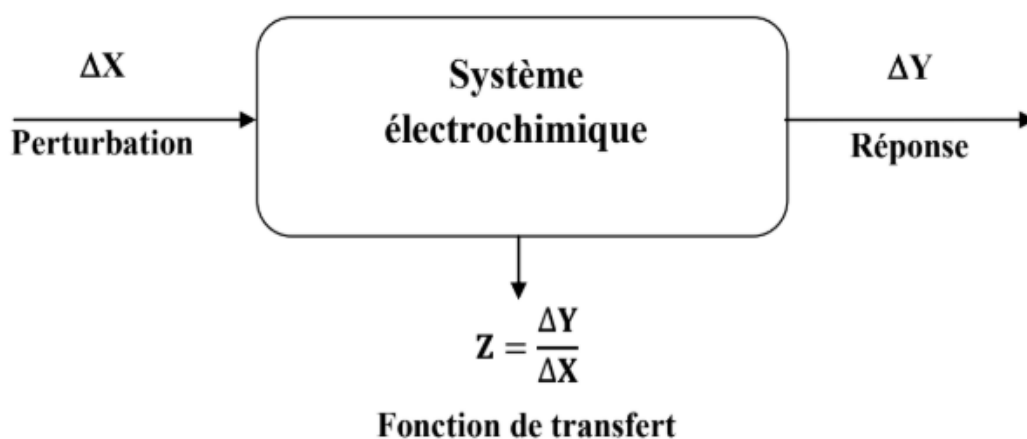 ΔX
Perturbation
Système
électrochimique
ΔY
Réponse
Z = ΔY/ΔX
Fonction de transfert